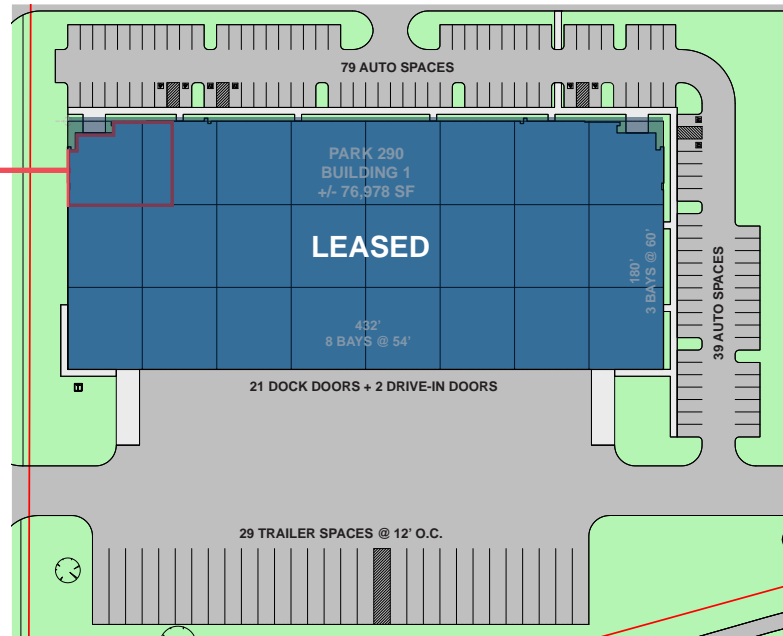 79 AUTO SPACES
PARK 290
BUILDING 1
+/- 76,978 SF
LEASED
180'
3 BAYS @ 60'
39 AUTO SPACES
432'
8 BAYS @ 54'
21 DOCK DOORS + 2 DRIVE-IN DOORS
29 TRAILER SPACES @ 12' O.C.